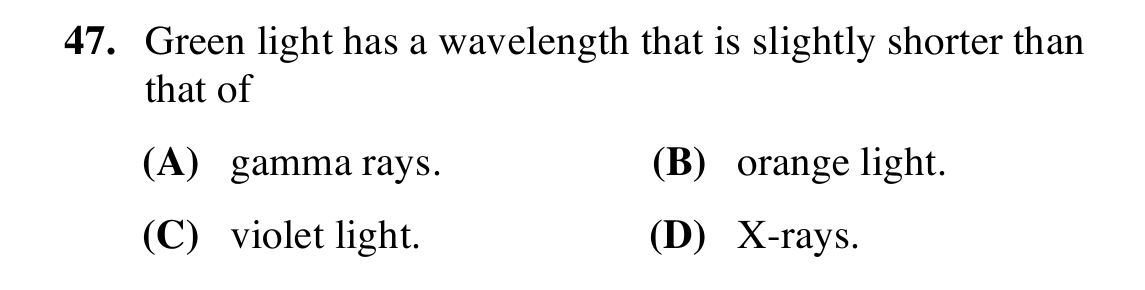 47. Green light has a wavelength that is slightly shorter than
that of
(A) gamma rays. (B) orange light.
(C) violet light. (D) X-rays.